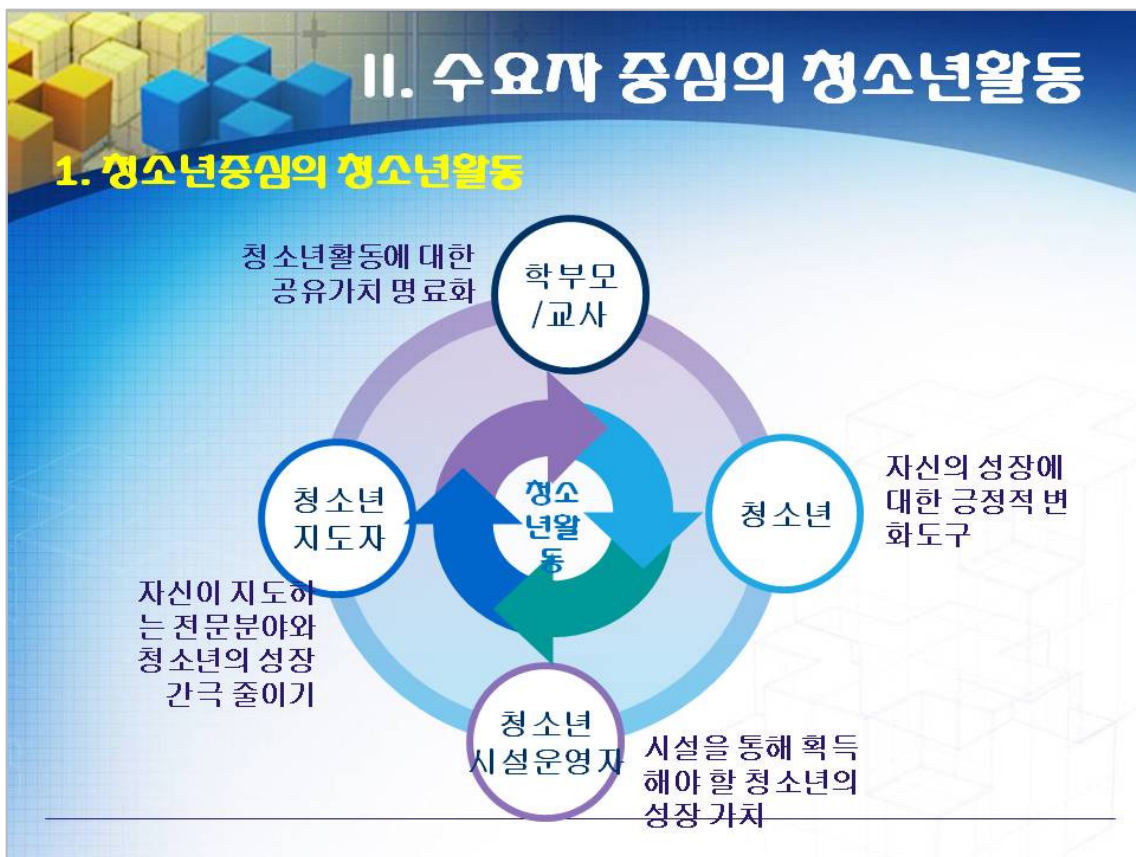 II. 수요자 중심의 청소년활동
1. 청소년중심의 청소년활동
청소년활동에 대한
공유가치 명료화
학부모
/교사
청소년
지도자
청소
년활
동
청소년
자신의 성장에
대한 긍정적 변
화도구
자신이 지도하
는 전문분야와
청소년의 성장
간극 줄이기
청소년
시설운영자
시설을 통해 획득
해야 할 청소년의
성장 가치